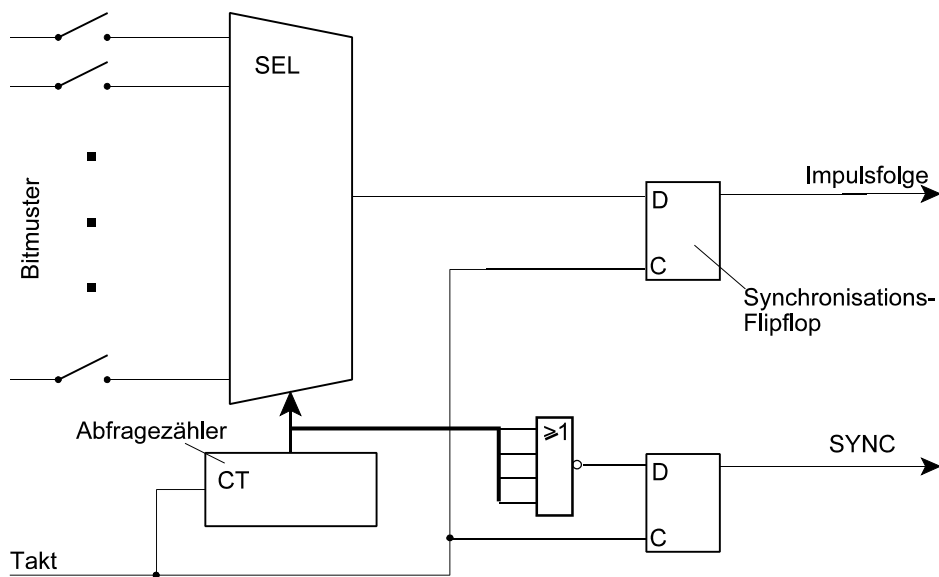 SEL
Bitmuster
Impulsfolge
D
C
Synchronisations-
Flipflop
Abfragezähler
CT
≥1
SYNC
D
C
Takt